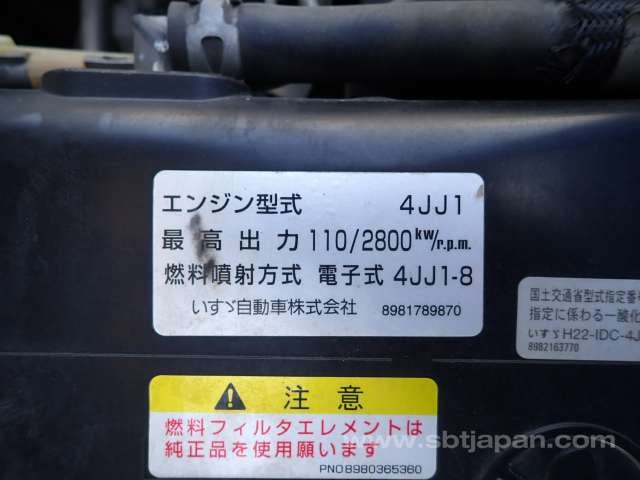 エンジン型式 4JJ1
最高出力 110/2800 kW/r.p.m.
燃料噴射方式 電子式 4JJ1-8
いすゞ自動車株式会社 8981789870
国土交通省型式指定番号
指定に係わる一酸化
いすゞH22-IDC-4J
8982163770
注意
燃料フィルタエレメントは
純正品を使用願います
PNO8980365360
www.sbtjapan.com